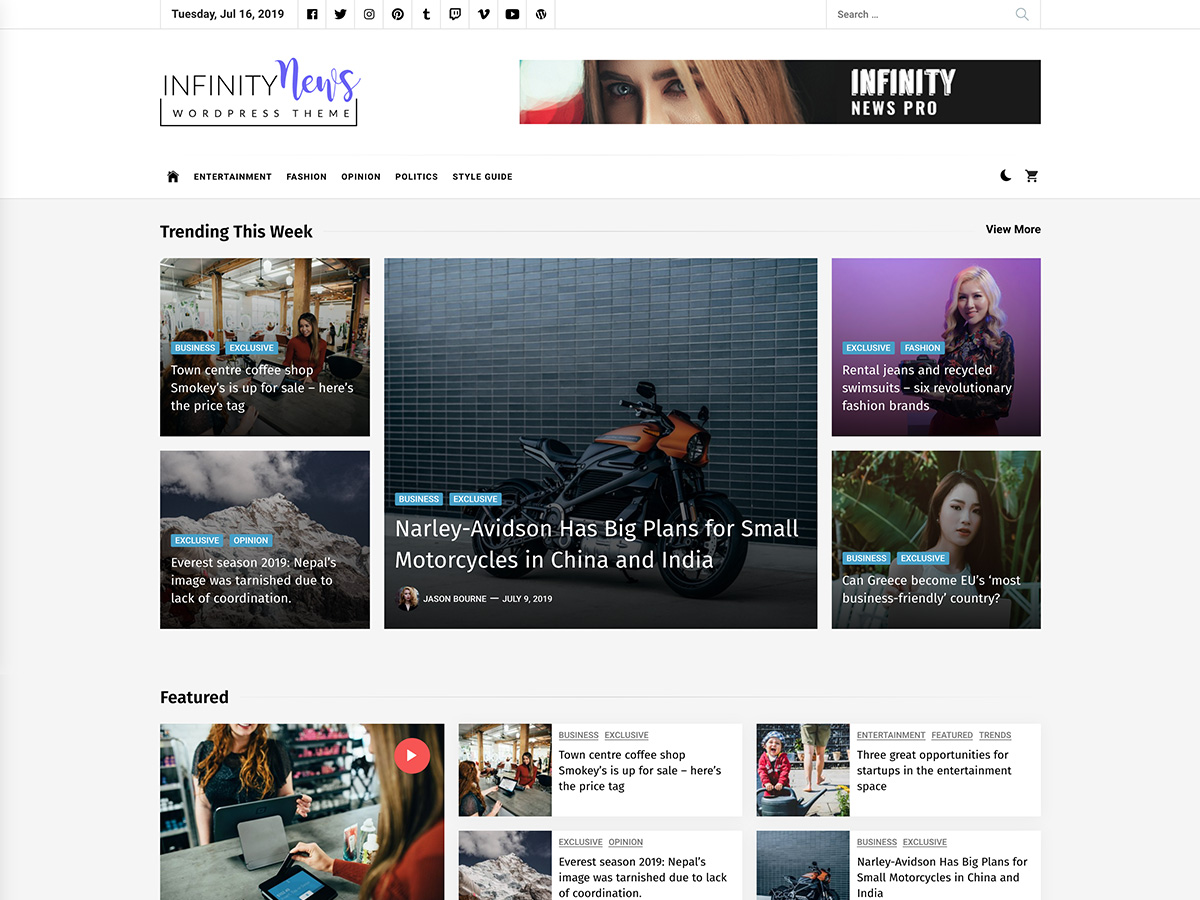 Tuesday, Jul 16, 2019
Search ...
INFINITY News
WORDPRESS THEME
INFINITY
NEWS PRO
ENTERTAINMENT FASHION OPINION POLITICS STYLE GUIDE
Trending This Week
View More
BUSINESS EXCLUSIVE
Town centre coffee shop
Smokey’s is up for sale – here’s
the price tag
EXCLUSIVE OPINION
Everest season 2019: Nepal’s
image was tarnished due to
lack of coordination.
BUSINESS EXCLUSIVE
Narley-Avidson Has Big Plans for Small
Motorcycles in China and India
JASON BOURNE — JULY 9, 2019
EXCLUSIVE FASHION
Rental jeans and recycled
swimsuits – six revolutionary
fashion brands
BUSINESS EXCLUSIVE
Can Greece become EU’s ‘most
business-friendly’ country?
Featured
BUSINESS EXCLUSIVE
Town centre coffee shop
Smokey’s is up for sale – here’s
the price tag
ENTERTAINMENT FEATURED TRENDS
Three great opportunities for
startups in the entertainment
space
EXCLUSIVE OPINION
Everest season 2019: Nepal’s
image was tarnished due to lack
of coordination.
BUSINESS EXCLUSIVE
Narley-Avidson Has Big Plans for
Small Motorcycles in China and
India